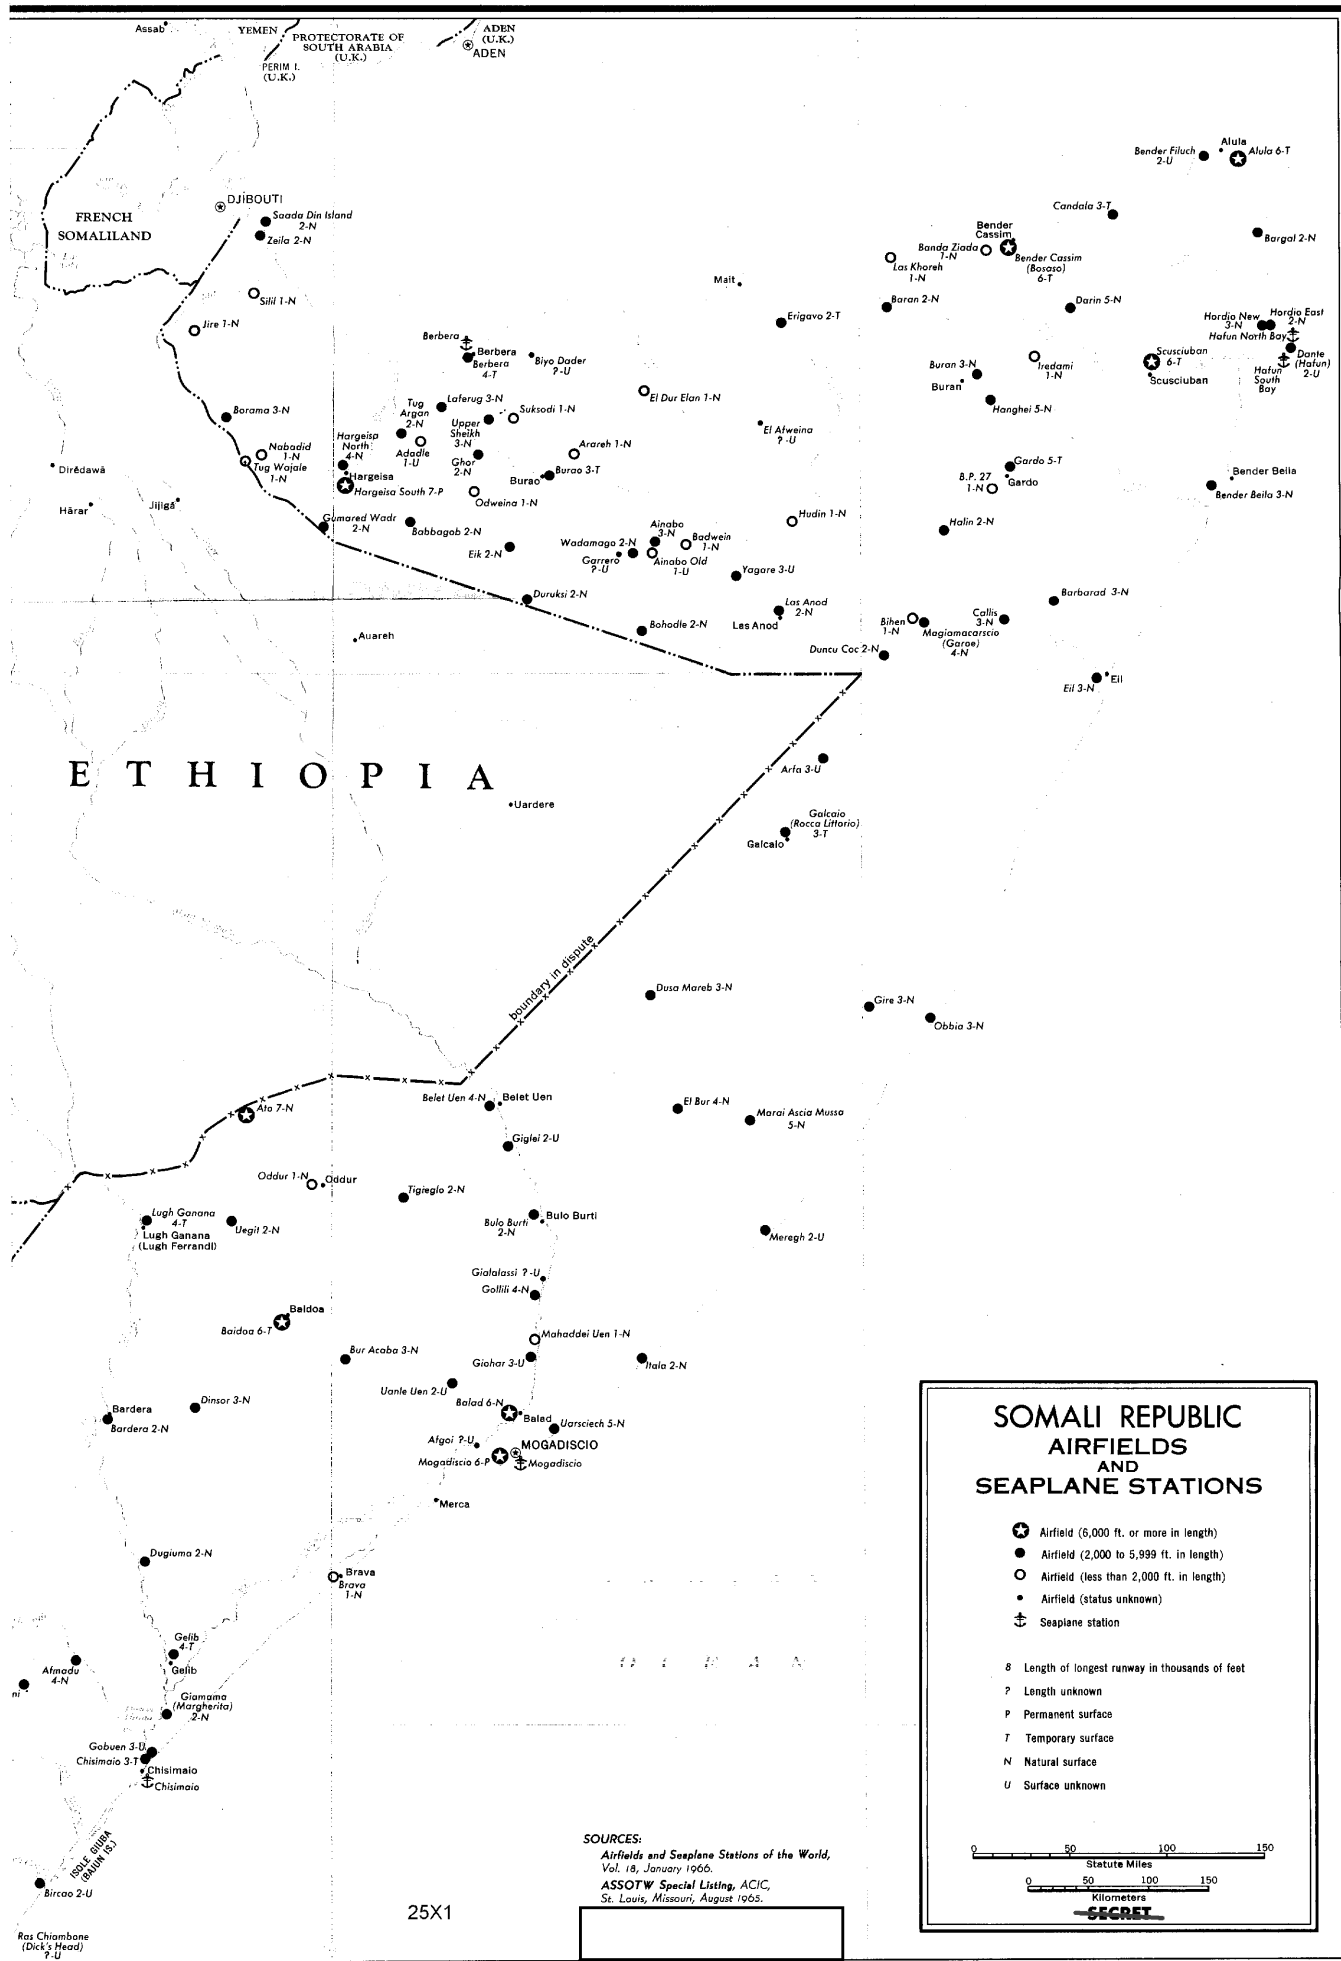 Assab
YEMEN
PROTECTORATE OF
SOUTH ARABIA
(U.K.)
ADEN
(U.K.)
ADEN
PERIM I.
(U.K.)
Alula
Bender Filuch
2-U
Alula 6-T
DJIBOUTI
FRENCH
SOMALILAND
Saada Din Island
2-N
Zeila 2-N
Candala 3-T
Bender
Cassim
Banda Ziada
1-N
Bender Cassim
(Bosaso)
6-T
Bargal 2-N
Las Khoreh
1-N
Mait
Silil 1-N
Jire 1-N
Erigavo 2-T
Baran 2-N
Darin 5-N
Hordio New
3-N
Hordio East
2-N
Hafun North Bay
Dante
(Hafun)
2-U
Hafun
South
Bay
Scusciuban
6-T
Scusciuban
Berbera
Berbera
Berbera
4-T
Biyo Dader
?-U
Iredami
1-N
Buran 3-N
Buran
Hanghei 5-N
El Dur Elan 1-N
Borama 3-N
Tug
Argan
2-N
Laferug 3-N
Upper
Sheikh
3-N
Suksodi 1-N
El Afweina
?-U
Nabadid
1-N
Tug Wajale
1-N
Hargeisa
North
4-N
Adadle
1-U
Ghor
2-N
Arareh 1-N
Burao 3-T
Burao
Gardo 5-T
Gardo
B.P. 27
1-N
Bender Beila
Bender Beila 3-N
Dirēdawā
Hārar
Jijigā
Hargeisa
Hargeisa South 7-P
Odweina 1-N
Gumared Wadr
2-N
Babbagob 2-N
Eik 2-N
Wadamago 2-N
Garrero
?-U
Ainabo
3-N
Badwein
1-N
Ainabo Old
1-U
Hudin 1-N
Halin 2-N
Yagare 3-U
Duruksi 2-N
Bohodle 2-N
Las Anod
2-N
Las Anod
Barbarad 3-N
Bihen
1-N
Callis
3-N
Magiamacarscio
(Garoe)
4-N
Duncu Coc 2-N
Auareh
Eil 3-N
Eil
ETHIOPIA
Arfa 3-U
Uardere
Galcaio
(Rocca Littorio)
3-T
Galcaio
boundary in dispute
Dusa Mareb 3-N
Gire 3-N
Obbia 3-N
Ato 7-N
Belet Uen 4-N
Belet Uen
El Bur 4-N
Marai Ascia Mussa
5-N
Giglei 2-U
Oddur 1-N
Oddur
Tigieglo 2-N
Lugh Ganana
4-T
Lugh Ganana
(Lugh Ferrandi)
Uegit 2-N
Bulo Burti
2-N
Bulo Burti
Meregh 2-U
Gialalassi ?-U
Gollili 4-N
Baidoa
Baidoa 6-T
Mahaddei Uen 1-N
Bur Acaba 3-N
Giohar 3-U
Itala 2-N
Uanle Uen 2-U
Dinsor 3-N
Bardera
Bardera 2-N
Balad 6-N
Balad
Uarsciech 5-N
Afgoi ?-U
MOGADISCIO
Mogadiscio 6-P
Mogadiscio
Merca
Dugiuma 2-N
Brava
Brava
1-N
Gelib
4-T
Gelib
Afmadu
4-N
ni
Giamama
(Margherita)
2-N
Gobuen 3-U
Chisimaio 3-T
Chisimaio
Chisimaio
ISOLE GIUBA
(BAJUN IS.)
Bircao 2-U
Ras Chiambone
(Dick's Head)
?-U
SOMALI REPUBLIC
AIRFIELDS
AND
SEAPLANE STATIONS
Airfield (6,000 ft. or more in length)
Airfield (2,000 to 5,999 ft. in length)
Airfield (less than 2,000 ft. in length)
Airfield (status unknown)
Seaplane station
8 Length of longest runway in thousands of feet
? Length unknown
P Permanent surface
T Temporary surface
N Natural surface
U Surface unknown
0 50 100 150
Statute Miles
0 50 100 150
Kilometers
SECRET
SOURCES:
Airfields and Seaplane Stations of the World,
Vol. 18, January 1966.
ASSOTW Special Listing, ACIC,
St. Louis, Missouri, August 1965.
25X1